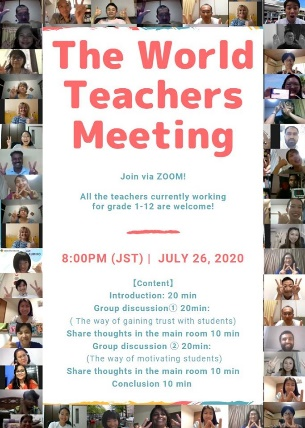 The World
Teachers
Meeting
Join via ZOOM!
All the teachers currently working
for grade 1-12 are welcome!
8:00PM (JST) | JULY 26, 2020
【Content】
Introduction: 20 min
Group discussion① 20min:
( The way of gaining trust with students)
Share thoughts in the main room 10 min
Group discussion ② 20min:
(The way of motivating students)
Share thoughts in the main room 10 min
Conclusion 10 min